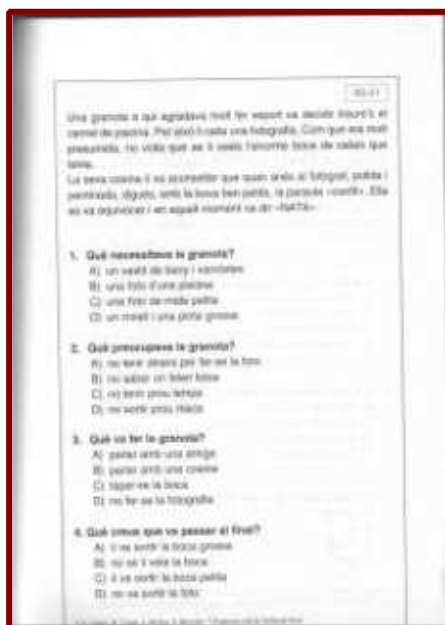 Una granota a qui agradava molt fer esport va decidir treure's el
carnet de piscina. Per això li calia una fotografia. Com que era molt
presumida, no volia que se li veiés l'enorme boca de calaix que
tenia.
La seva cosina li va aconsellar que quan anés al fotògraf, polida i
pentinada, digués, amb la boca ben petita, la paraula «confit». Ella
es va equivocar i en aquell moment va dir «NATA».
1. Què necessitava la granota?
A) un vestit de bany i xancletes
B) una foto d'una piscina
C) una foto de mida petita
D) un mirall i una pinta grossa
2. Què preocupava la granota?
A) no tenir diners per fer-se la foto
B) no saber on tenen
C) no tenir prou temps
D) no sortir prou maca
3. Què va fer la granota?
A) parlar amb una amiga
B) parlar amb una cosina
C) tapar-se la boca
D) no fer-se la fotografia
4. Què creus que va passar al final?
A) li va sortir la boca grossa
B) no se li veia la boca
C) li va sortir la boca petita
D) no va sortir la foto